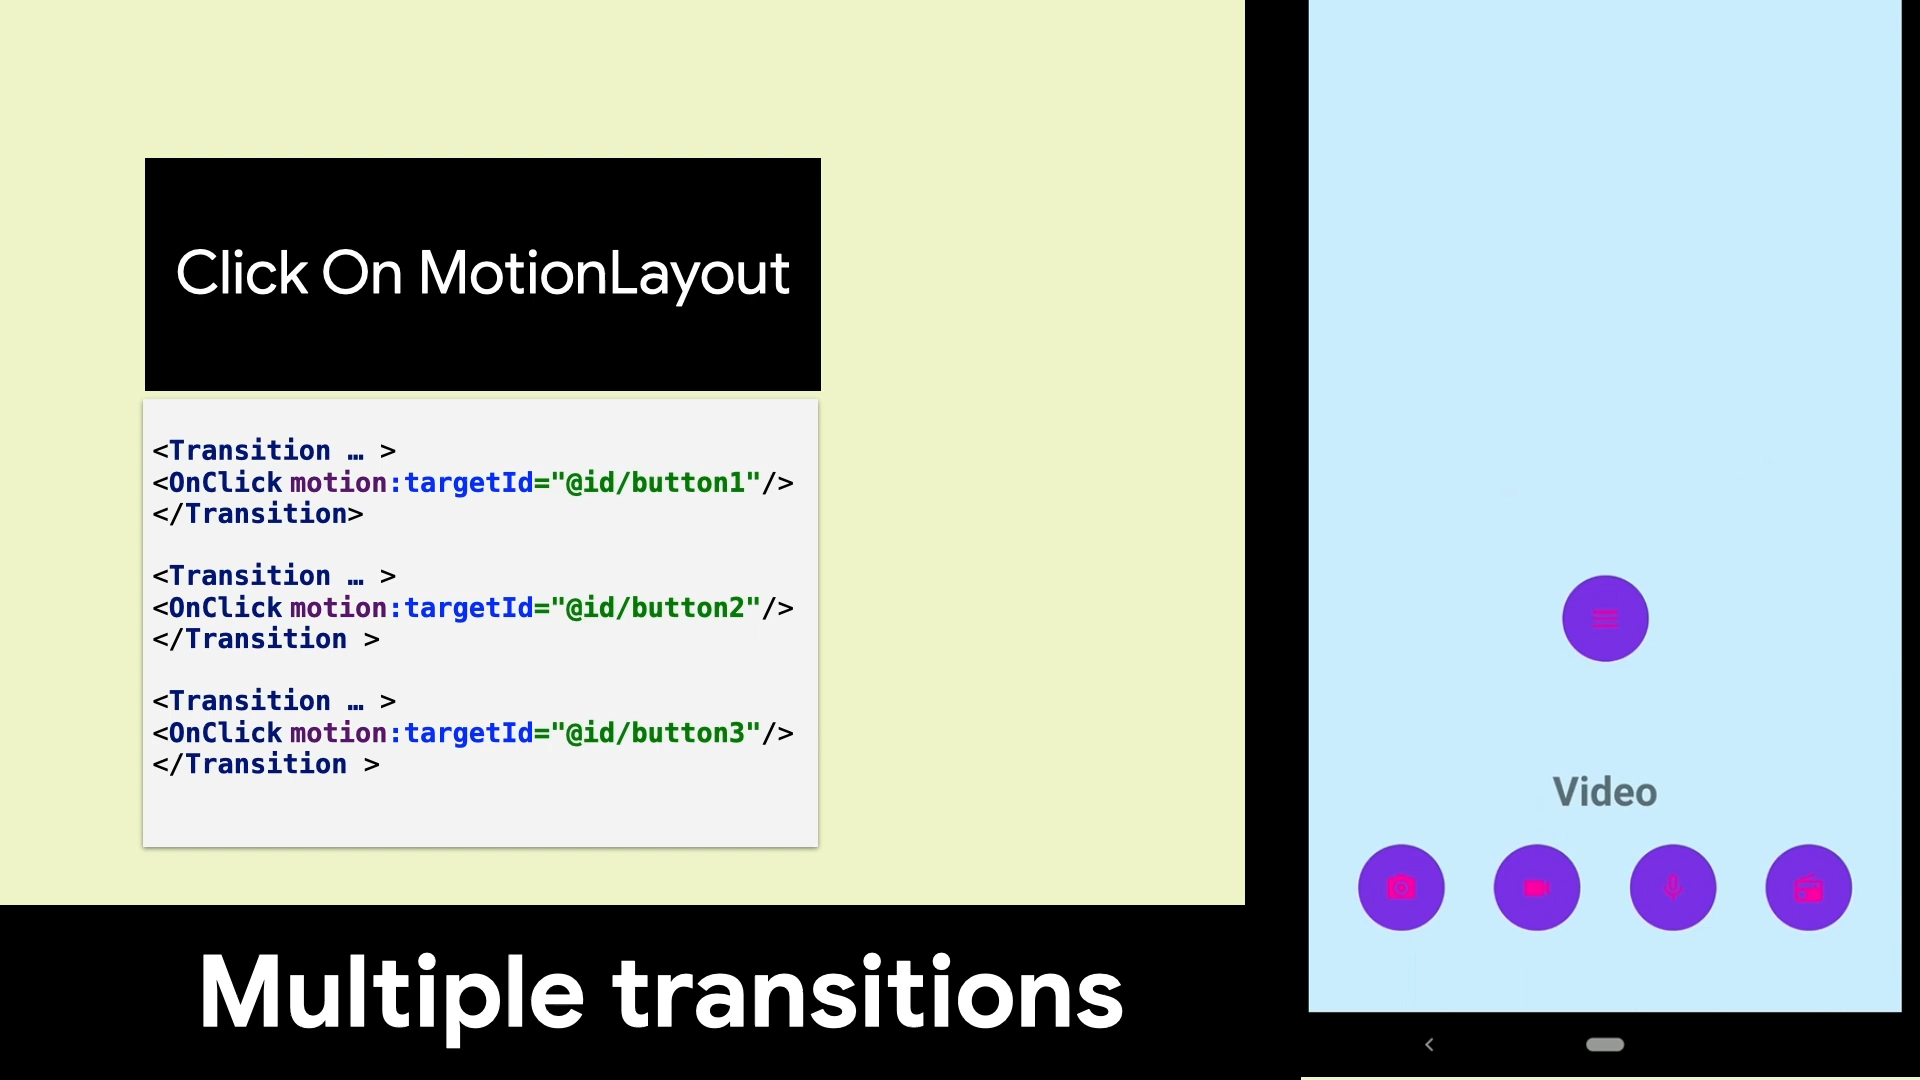 Click On MotionLayout
<Transition … >
<OnClick motion:targetId="@id/button1"/>
</Transition>
<Transition … >
<OnClick motion:targetId="@id/button2"/>
</Transition >
<Transition … >
<OnClick motion:targetId="@id/button3"/>
</Transition >
Multiple transitions
Video